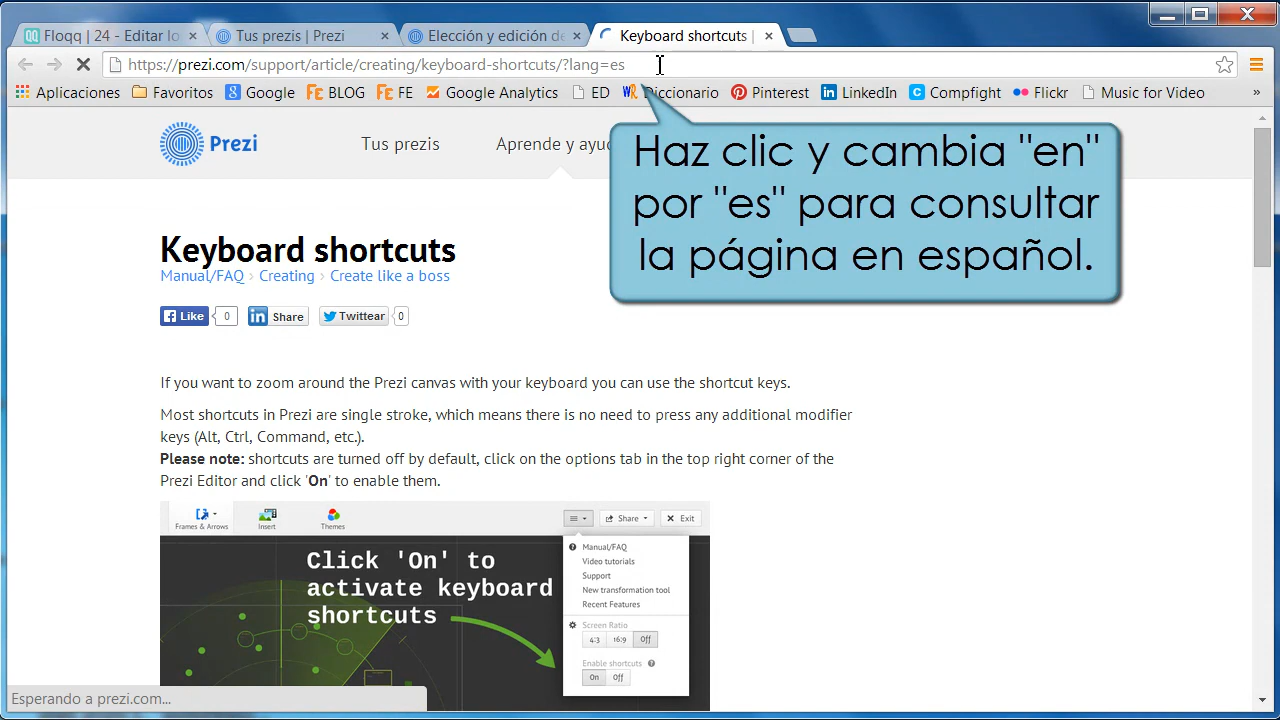 Floqq | 24 - Editar lo
Tus prezis | Prezi
Elección y edición de
Keyboard shortcuts |
https://prezi.com/support/article/creating/keyboard-shortcuts/?lang=es
Aplicaciones Favoritos Google BLOG FE Google Analytics ED Diccionario Pinterest LinkedIn Compfight Flickr Music for Video »
Prezi Tus prezis Aprende y ayu
Haz clic y cambia "en"
por "es" para consultar
la página en español.
Keyboard shortcuts
Manual/FAQ › Creating › Create like a boss
Like 0 Share Twittear 0
If you want to zoom around the Prezi canvas with your keyboard you can use the shortcut keys.
Most shortcuts in Prezi are single stroke, which means there is no need to press any additional modifier
keys (Alt, Ctrl, Command, etc.).
Please note: shortcuts are turned off by default, click on the options tab in the top right corner of the
Prezi Editor and click 'On' to enable them.
Frames & Arrows Insert Themes Share Exit
Click 'On' to
activate keyboard
shortcuts
Manual/FAQ
Video tutorials
Support
New transformation tool
Recent Features
Screen Ratio
4:3 16:9 Off
Enable shortcuts
On Off
Esperando a prezi.com...